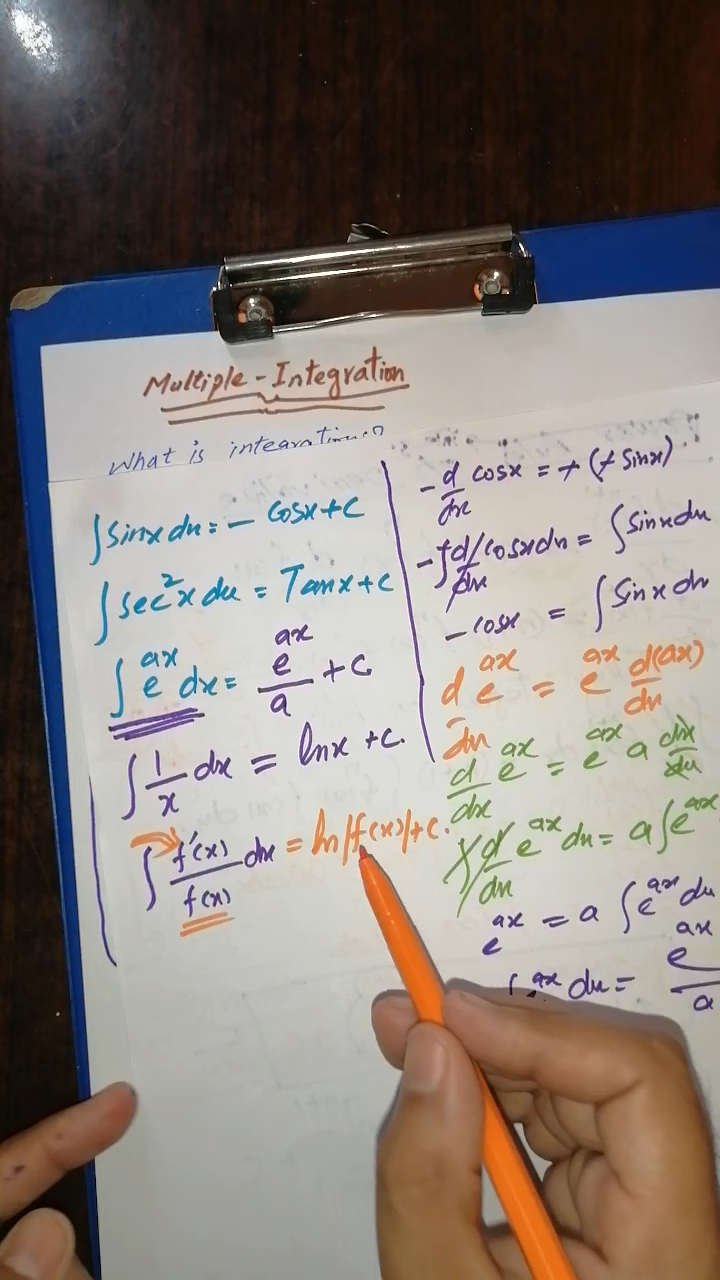 Multiple - Integration
What is integration?
∫ Sinx dx = - Cosx + C
∫ Sec²x dx = Tanx + C
∫ e^ax dx = e^ax/a + C
∫ 1/x dx = lnx + C.
∫ f'(x)/f(x) dx = ln|f(x)| + C.
- d/dx cosx = + (+ Sinx)
- ∫ d/dx cosx dx = ∫ Sinx dx
- cosx = ∫ Sinx dx
d/dx e^ax = e^ax d(ax)/dx
d/dx e^ax = e^ax a dx/dx
∫ d/dx e^ax dx = a ∫ e^ax
e^ax = a ∫ e^ax dx
∫ e^ax dx = e^ax/a